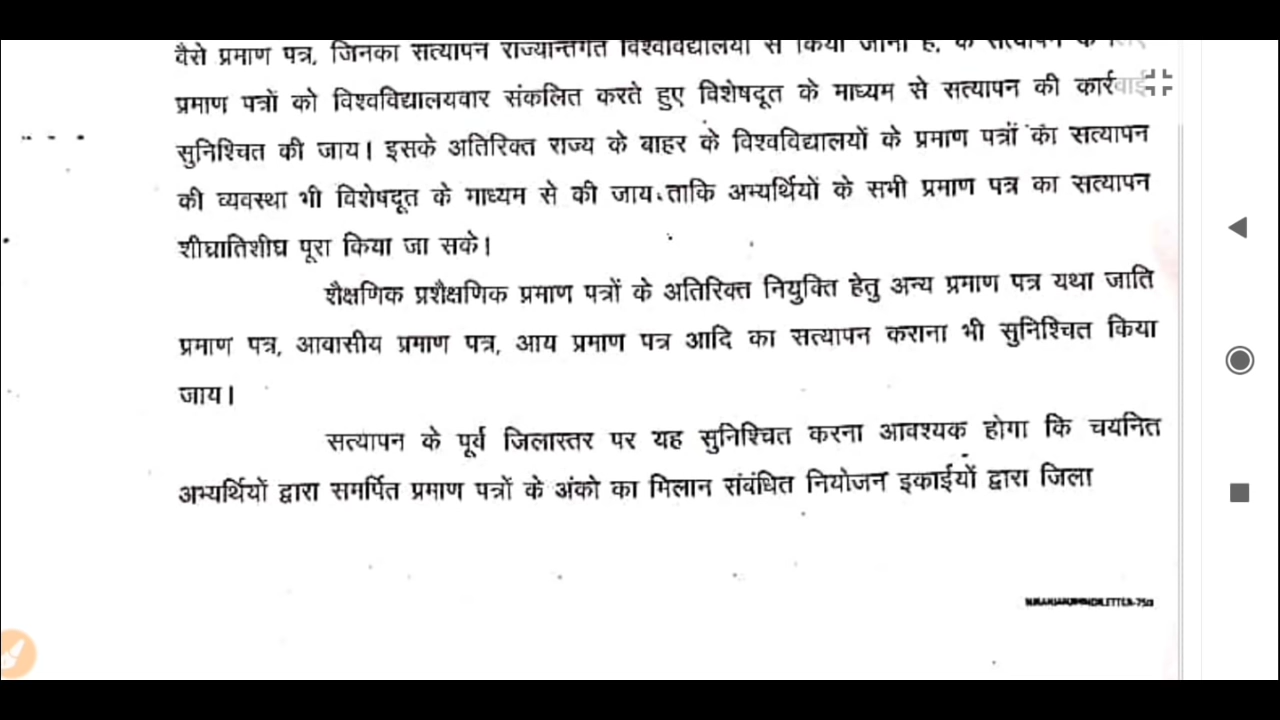 वैसे प्रमाण पत्र, जिनका सत्यापन राज्यान्तर्गत विश्वविद्यालयों से किया जाना है, के सत्यापन के लिए
प्रमाण पत्रों को विश्वविद्यालयवार संकलित करते हुए विशेषदूत के माध्यम से सत्यापन की कार्रवाई
सुनिश्चित की जाय। इसके अतिरिक्त राज्य के बाहर के विश्वविद्यालयों के प्रमाण पत्रों का सत्यापन
की व्यवस्था भी विशेषदूत के माध्यम से की जाय ताकि अभ्यर्थियों के सभी प्रमाण पत्र का सत्यापन
शीघ्रातिशीघ्र पूरा किया जा सके।
शैक्षणिक प्रशैक्षणिक प्रमाण पत्रों के अतिरिक्त नियुक्ति हेतु अन्य प्रमाण पत्र यथा जाति
प्रमाण पत्र, आवासीय प्रमाण पत्र, आय प्रमाण पत्र आदि का सत्यापन कराना भी सुनिश्चित किया
जाय।
सत्यापन के पूर्व जिलास्तर पर यह सुनिश्चित करना आवश्यक होगा कि चयनित
अभ्यर्थियों द्वारा समर्पित प्रमाण पत्रों के अंको का मिलान संबंधित नियोजन इकाईयों द्वारा जिला